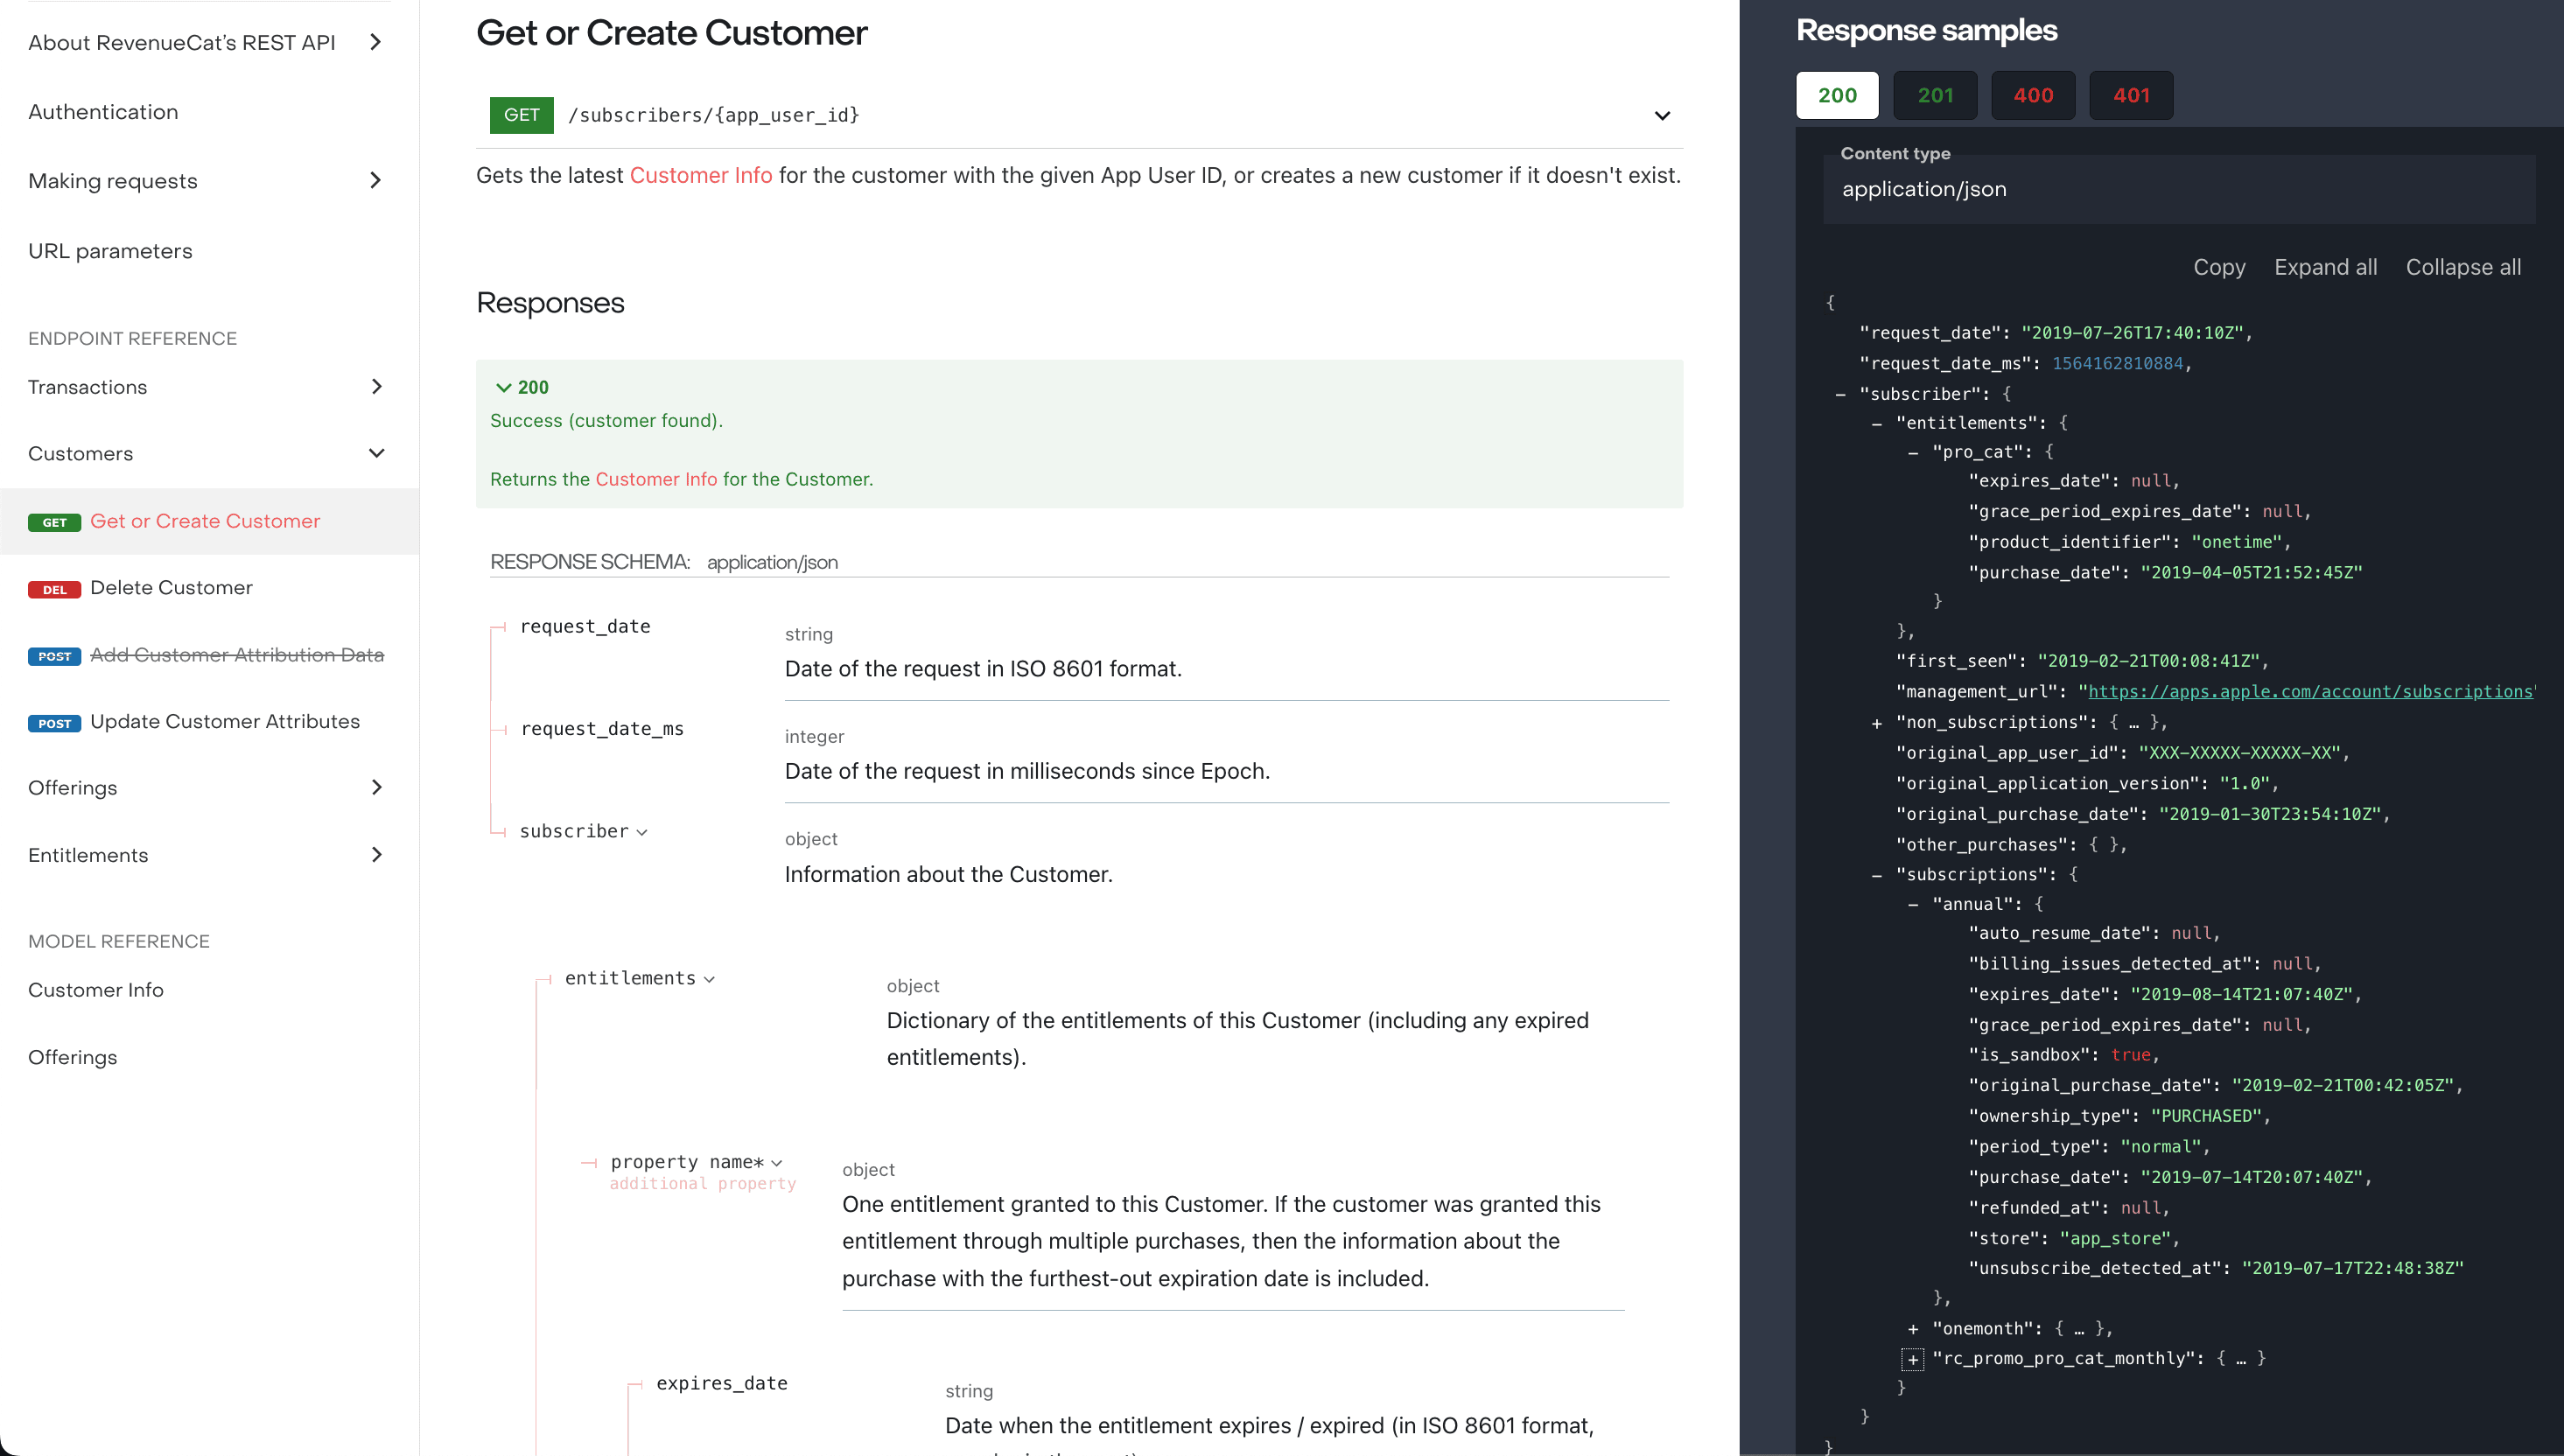 About RevenueCat's REST API
Authentication
Making requests
URL parameters
ENDPOINT REFERENCE
Transactions
Customers
GET Get or Create Customer
DEL Delete Customer
POST Add Customer Attribution Data
POST Update Customer Attributes
Offerings
Entitlements
MODEL REFERENCE
Customer Info
Offerings
Get or Create Customer
GET /subscribers/{app_user_id}
Gets the latest Customer Info for the customer with the given App User ID, or creates a new customer if it doesn't exist.
Responses
200
Success (customer found).
Returns the Customer Info for the Customer.
RESPONSE SCHEMA: application/json
request_date
string
Date of the request in ISO 8601 format.
request_date_ms
integer
Date of the request in milliseconds since Epoch.
subscriber
object
Information about the Customer.
entitlements
object
Dictionary of the entitlements of this Customer (including any expired
entitlements).
property name*
additional property
object
One entitlement granted to this Customer. If the customer was granted this
entitlement through multiple purchases, then the information about the
purchase with the furthest-out expiration date is included.
expires_date
string
Date when the entitlement expires / expired (in ISO 8601 format,
Response samples
200 201 400 401
Content type
application/json
Copy Expand all Collapse all
{
"request_date": "2019-07-26T17:40:10Z",
"request_date_ms": 1564162810884,
− "subscriber": {
− "entitlements": {
− "pro_cat": {
"expires_date": null,
"grace_period_expires_date": null,
"product_identifier": "onetime",
"purchase_date": "2019-04-05T21:52:45Z"
}
},
"first_seen": "2019-02-21T00:08:41Z",
"management_url": "https://apps.apple.com/account/subscriptions"
+ "non_subscriptions": { … },
"original_app_user_id": "XXX-XXXXX-XXXXX-XX",
"original_application_version": "1.0",
"original_purchase_date": "2019-01-30T23:54:10Z",
"other_purchases": { },
− "subscriptions": {
− "annual": {
"auto_resume_date": null,
"billing_issues_detected_at": null,
"expires_date": "2019-08-14T21:07:40Z",
"grace_period_expires_date": null,
"is_sandbox": true,
"original_purchase_date": "2019-02-21T00:42:05Z",
"ownership_type": "PURCHASED",
"period_type": "normal",
"purchase_date": "2019-07-14T20:07:40Z",
"refunded_at": null,
"store": "app_store",
"unsubscribe_detected_at": "2019-07-17T22:48:38Z"
},
+ "onemonth": { … },
+ "rc_promo_pro_cat_monthly": { … }
}
}
}